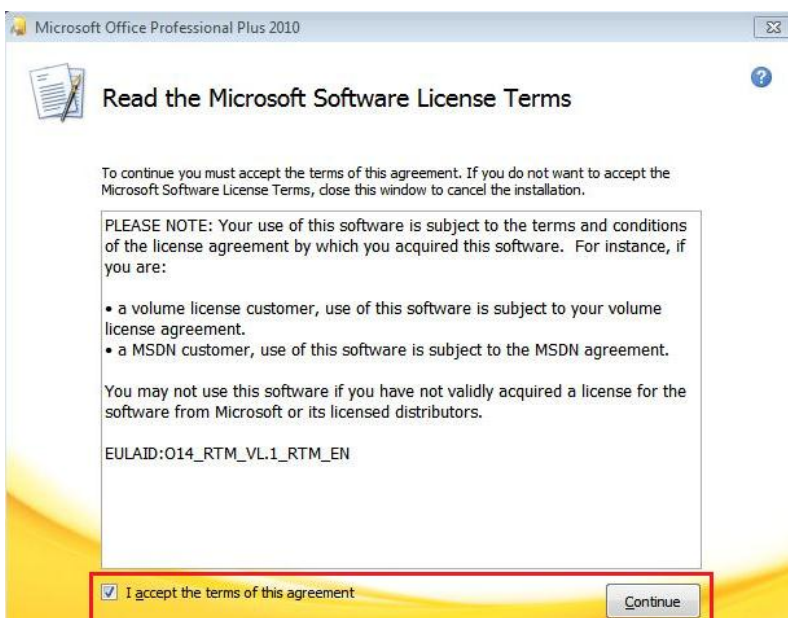 Microsoft Office Professional Plus 2010
Read the Microsoft Software License Terms
To continue you must accept the terms of this agreement. If you do not want to accept the
Microsoft Software License Terms, close this window to cancel the installation.
PLEASE NOTE: Your use of this software is subject to the terms and conditions
of the license agreement by which you acquired this software.  For instance, if
you are:
• a volume license customer, use of this software is subject to your volume
license agreement.
• a MSDN customer, use of this software is subject to the MSDN agreement.
You may not use this software if you have not validly acquired a license for the
software from Microsoft or its licensed distributors.
EULAID:O14_RTM_VL.1_RTM_EN
I accept the terms of this agreement
Continue